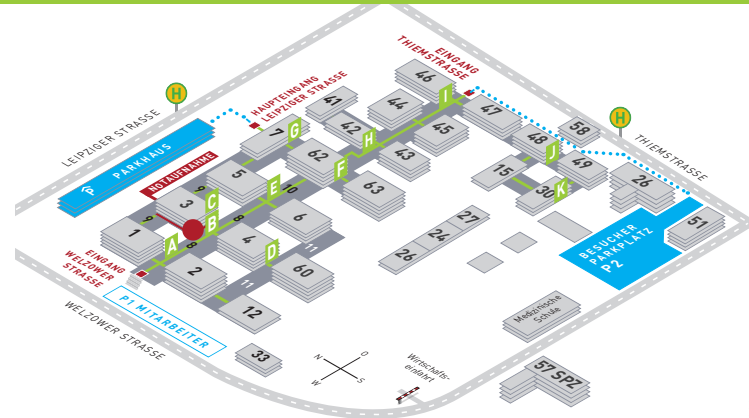 H
LEIPZIGER STRASSE
P
PARKHAUS
HAUPTEINGANG
LEIPZIGER STRASSE
EINGANG
THIEMSTRASSE
H
THIEMSTRASSE
NOTAUFNAHME
46
I
47
41
44
42
45
H
43
G
7
62
F
63
48
58
J
49
15
30
K
26
51
5
9
E
10
3
C
B
8
9
1
A
8
6
4
11
D
2
60
11
12
27
24
26
BESUCHER
PARKPLATZ
P2
EINGANG
WELZOWER
STRASSE
P1 MITARBEITER
WELZOWER STRASSE
33
N
O
W
S
Wirtschafts-
einfahrt
Medizinische
Schule
57 SPZ